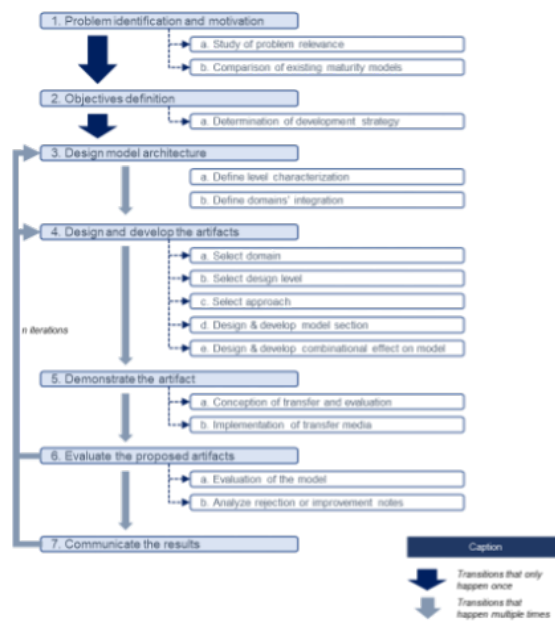 1. Problem identification and motivation
a. Study of problem relevance
b. Comparison of existing maturity models
2. Objectives definition
a. Determination of development strategy
3. Design model architecture
a. Define level characterization
b. Define domains' integration
4. Design and develop the artifacts
a. Select domain
b. Select design level
c. Select approach
d. Design & develop model section
e. Design & develop combinational effect on model
n iterations
5. Demonstrate the artifact
a. Conception of transfer and evaluation
b. Implementation of transfer media
6. Evaluate the proposed artifacts
a. Evaluation of the model
b. Analyze rejection or improvement notes
7. Communicate the results
Caption
Transitions that only
happen once
Transitions that
happen multiple times